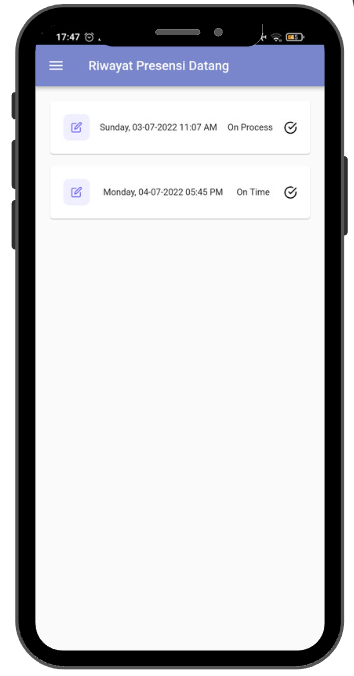 17:47
Riwayat Presensi Datang
Sunday, 03-07-2022 11:07 AM On Process
Monday, 04-07-2022 05:45 PM On Time